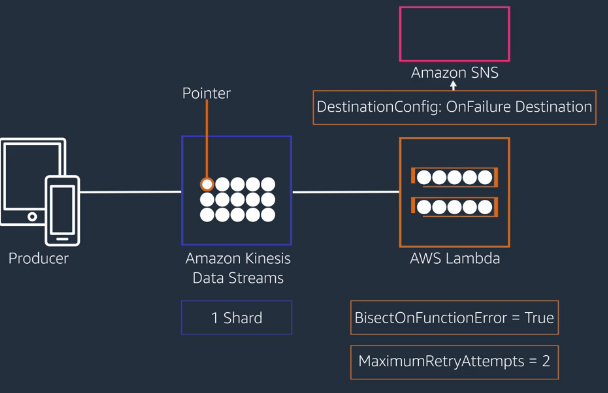 Amazon SNS
DestinationConfig: OnFailure Destination
Pointer
Producer
Amazon Kinesis
Data Streams
AWS Lambda
1 Shard
BisectOnFunctionError = True
MaximumRetryAttempts = 2